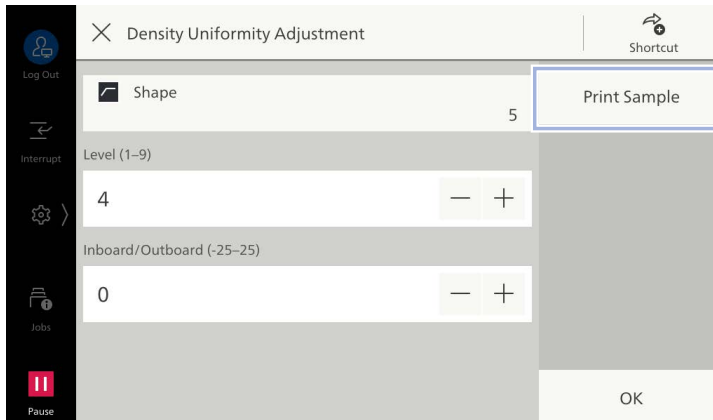 Density Uniformity Adjustment
Shortcut
Log Out
Shape
5
Print Sample
Interrupt
Level (1–9)
4
Inboard/Outboard (-25–25)
0
Jobs
Pause
OK